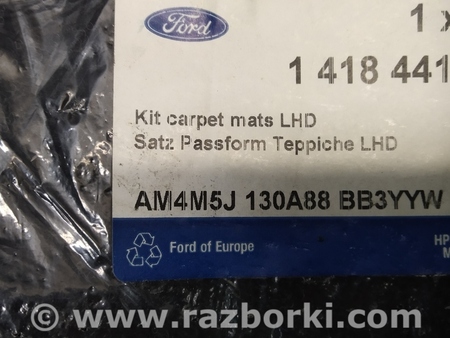 Ford
1 x
1 418 441
Kit carpet mats LHD
Satz Passform Teppiche LHD
AM4M5J 130A88 BB3YYW
Ford of Europe
HP
M
© www.razborki.com